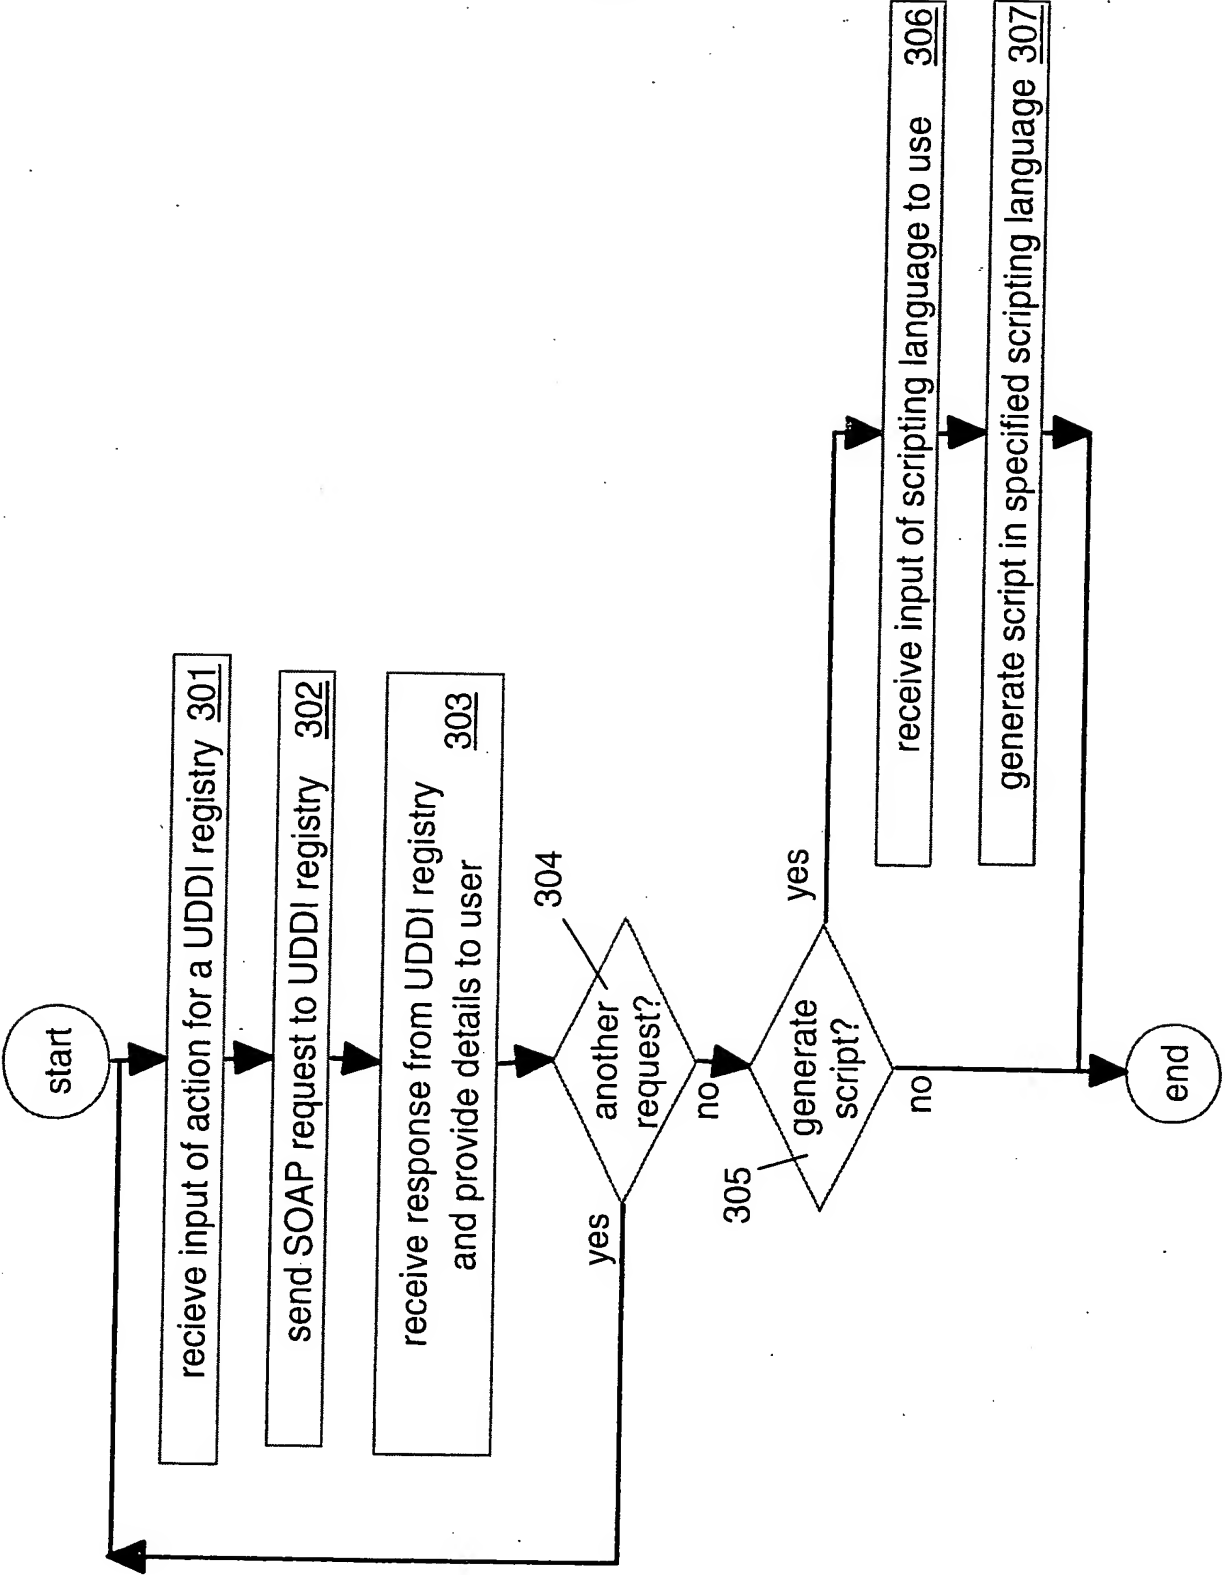 start
recieve input of action for a UDDI registry 301
send SOAP request to UDDI registry 302
receive response from UDDI registry
and provide details to user
303
304
another
request?
yes
no
305
generate
script?
yes
no
receive input of scripting language to use 306
generate script in specified scripting language 307
end